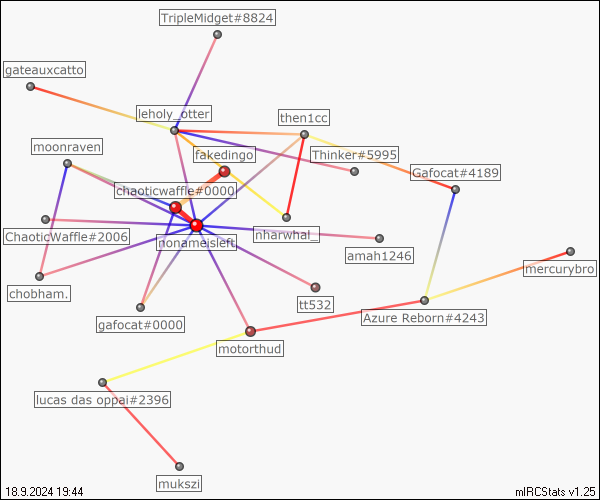 TripleMidget#8824
gateauxcatto
leholy_otter
then1cc
moonraven
fakedingo
Thinker#5995
Gafocat#4189
chaoticwaffle#0000
ChaoticWaffle#2006
nonameisleft
nharwhal_
amah1246
mercurybro
chobham.
tt532
gafocat#0000
Azure Reborn#4243
motorthud
lucas das oppai#2396
mukszi
18.9.2024 19:44
mIRCStats v1.25